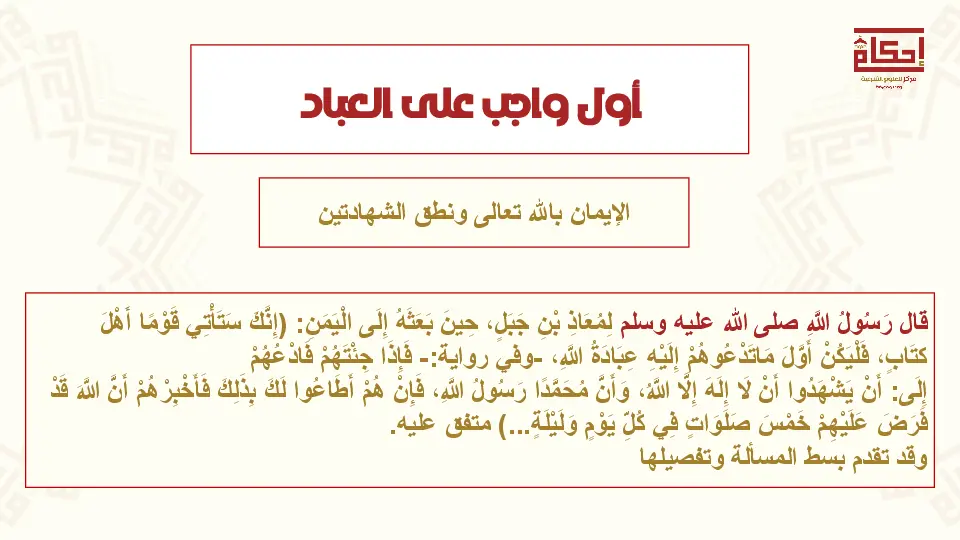 إحكام
مركز للعلوم الشرعية
أول واجب على العباد
الإيمان بالله تعالى ونطق الشهادتين
قال رَسُولُ اللَّهِ صلى الله عليه وسلم لِمُعَاذِ بْنِ جَبَلٍ، حِينَ بَعَثَهُ إِلَى الْيَمَنِ: (إِنَّكَ سَتَأْتِي قَوْمًا أَهْلَ
كِتَابٍ، فَلْيَكُنْ أَوَّلَ مَاتَدْعُوهُمْ إِلَيْهِ عِبَادَةُ اللَّهِ، -وفي رواية:- فَإِذَا جِئْتَهُمْ فَادْعُهُمْ
إِلَى: أَنْ يَشْهَدُوا أَنْ لَا إِلَهَ إِلَّا اللَّهُ، وَأَنَّ مُحَمَّدًا رَسُولُ اللَّهِ، فَإِنْ هُمْ أَطَاعُوا لَكَ بِذَلِكَ فَأَخْبِرْهُمْ أَنَّ اللَّهَ قَدْ
فَرَضَ عَلَيْهِمْ خَمْسَ صَلَوَاتٍ فِي كُلِّ يَوْمٍ وَلَيْلَةٍ...) متفق عليه.
وقد تقدم بسط المسألة وتفصيلها